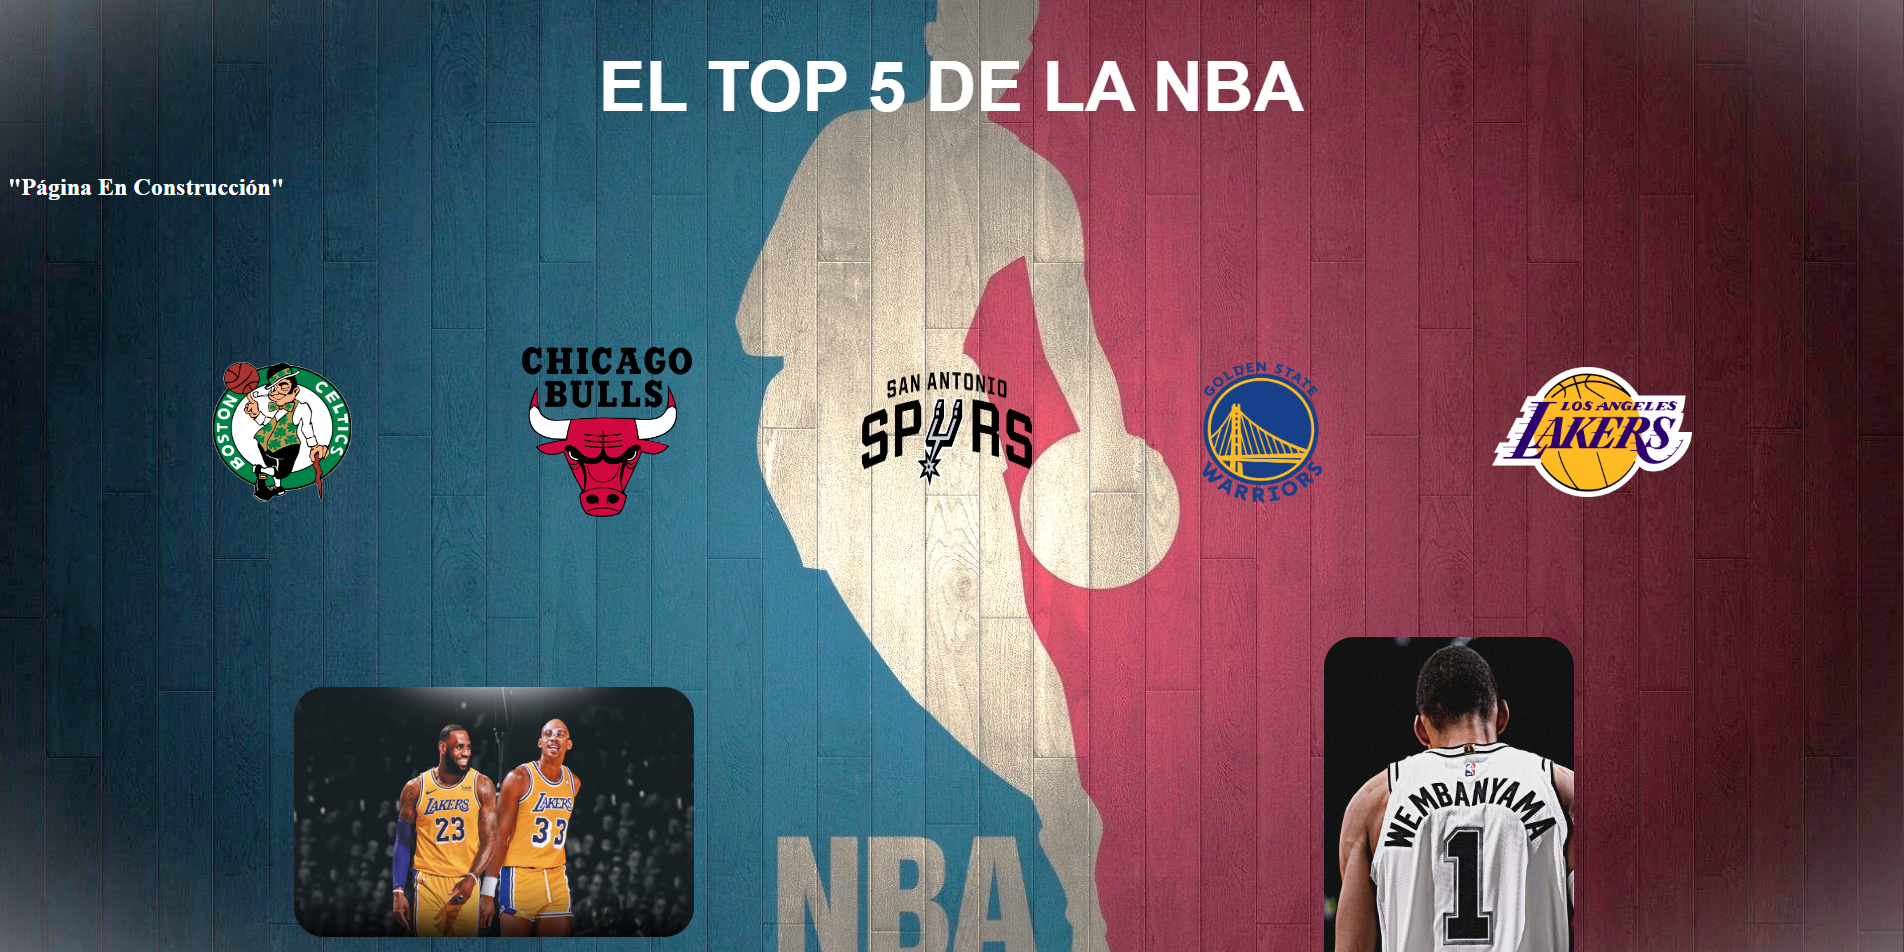 EL TOP 5 DE LA NBA
"Página En Construcción"
BOSTON CELTICS
CHICAGO
BULLS
SAN ANTONIO
SPURS
GOLDEN STATE
WARRIORS
LOS ANGELES
LAKERS
LAKERS
23
LAKERS
33
WEMBANYAMA
1
NBA